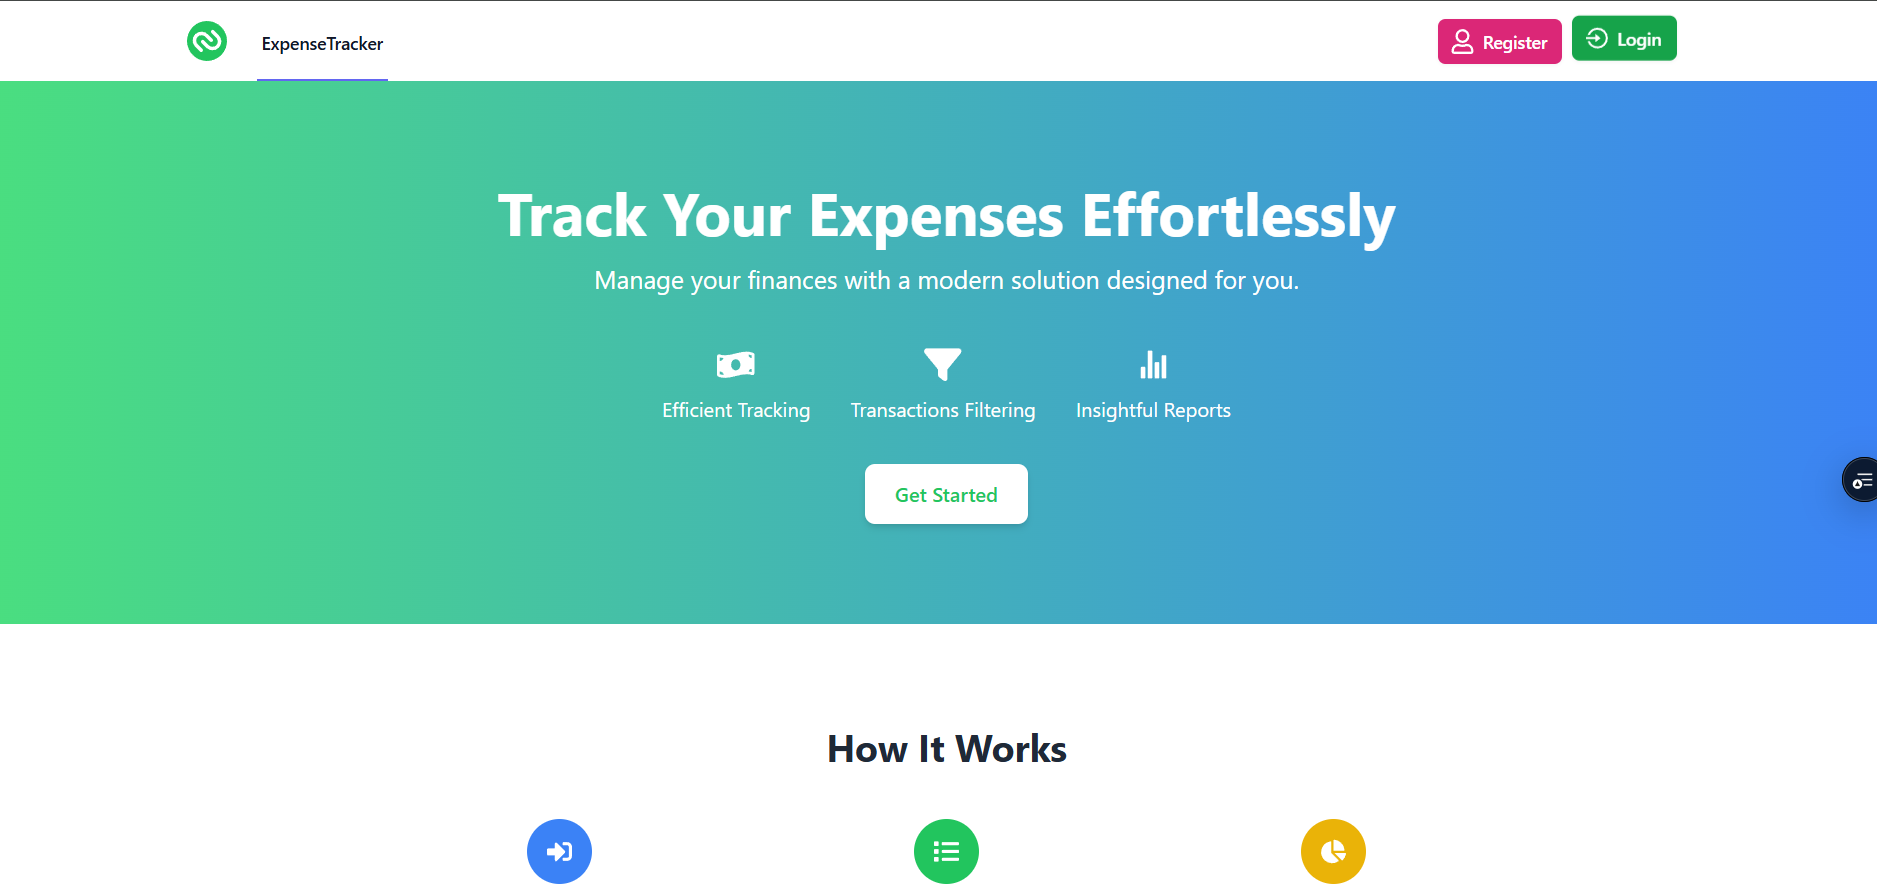 ExpenseTracker
Register
Login
Track Your Expenses Effortlessly
Manage your finances with a modern solution designed for you.
Efficient Tracking
Transactions Filtering
Insightful Reports
Get Started
How It Works